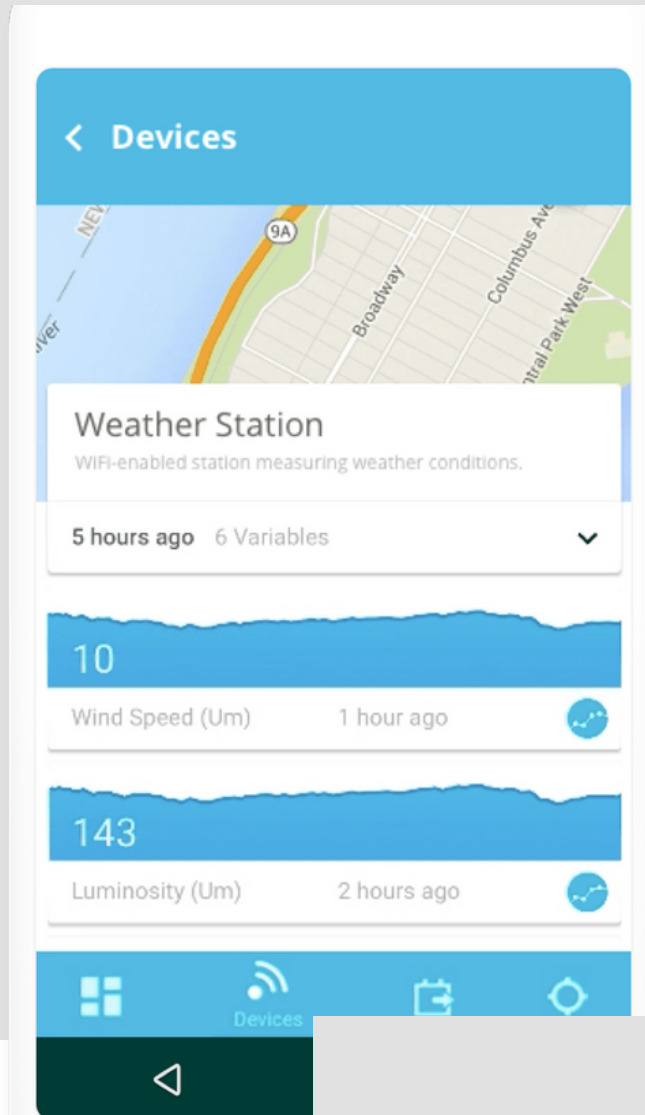 Devices
NEW
9A
Columbus Ave
Broadway
Central Park West
Weather Station
WIFI-enabled station measuring weather conditions.
5 hours ago 6 Variables
10
Wind Speed (Um) 1 hour ago
143
Luminosity (Um) 2 hours ago
Devices